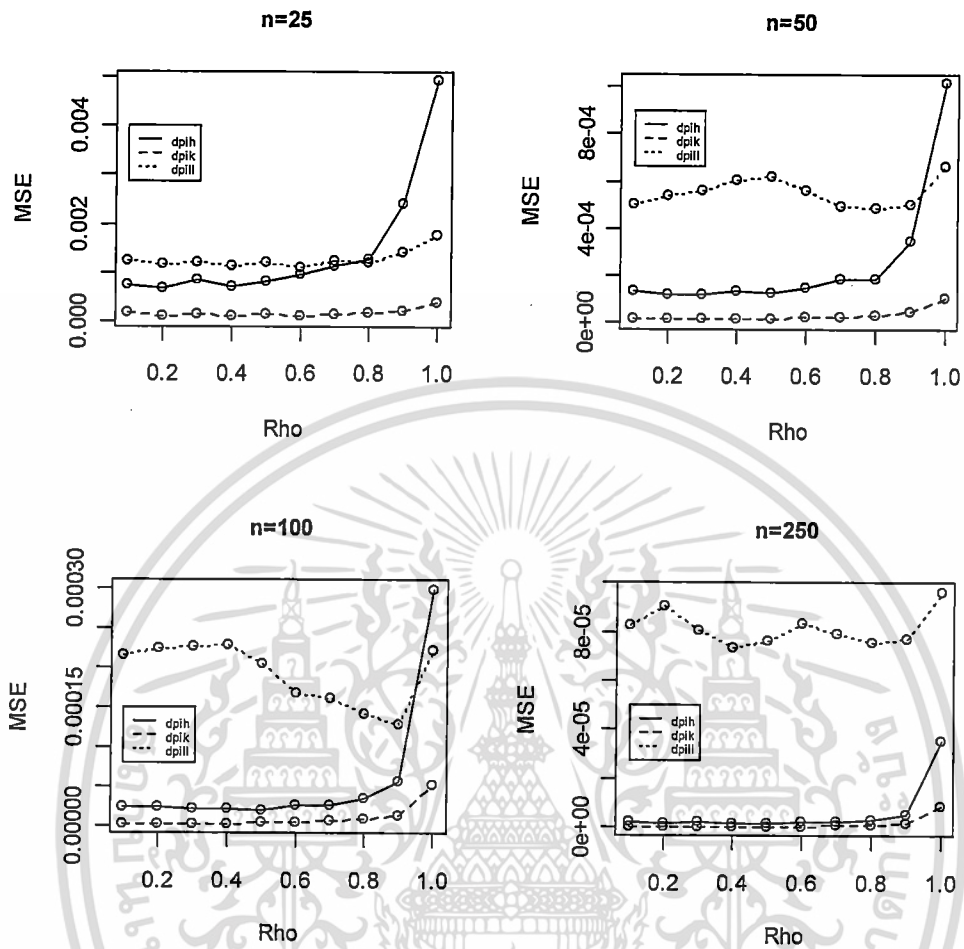 n=25
MSE
0.004
0.002
0.000
dpih
dpik
dpill
0.2 0.4 0.6 0.8 1.0
Rho
n=50
MSE
8e-04
4e-04
0e+00
dpih
dpik
dpill
0.2 0.4 0.6 0.8 1.0
Rho
n=100
MSE
0.00030
0.00015
0.00000
dpih
dpik
dpill
0.2 0.4 0.6 0.8 1.0
Rho
n=250
MSE
8e-05
4e-05
0e+00
dpih
dpik
dpill
0.2 0.4 0.6 0.8 1.0
Rho